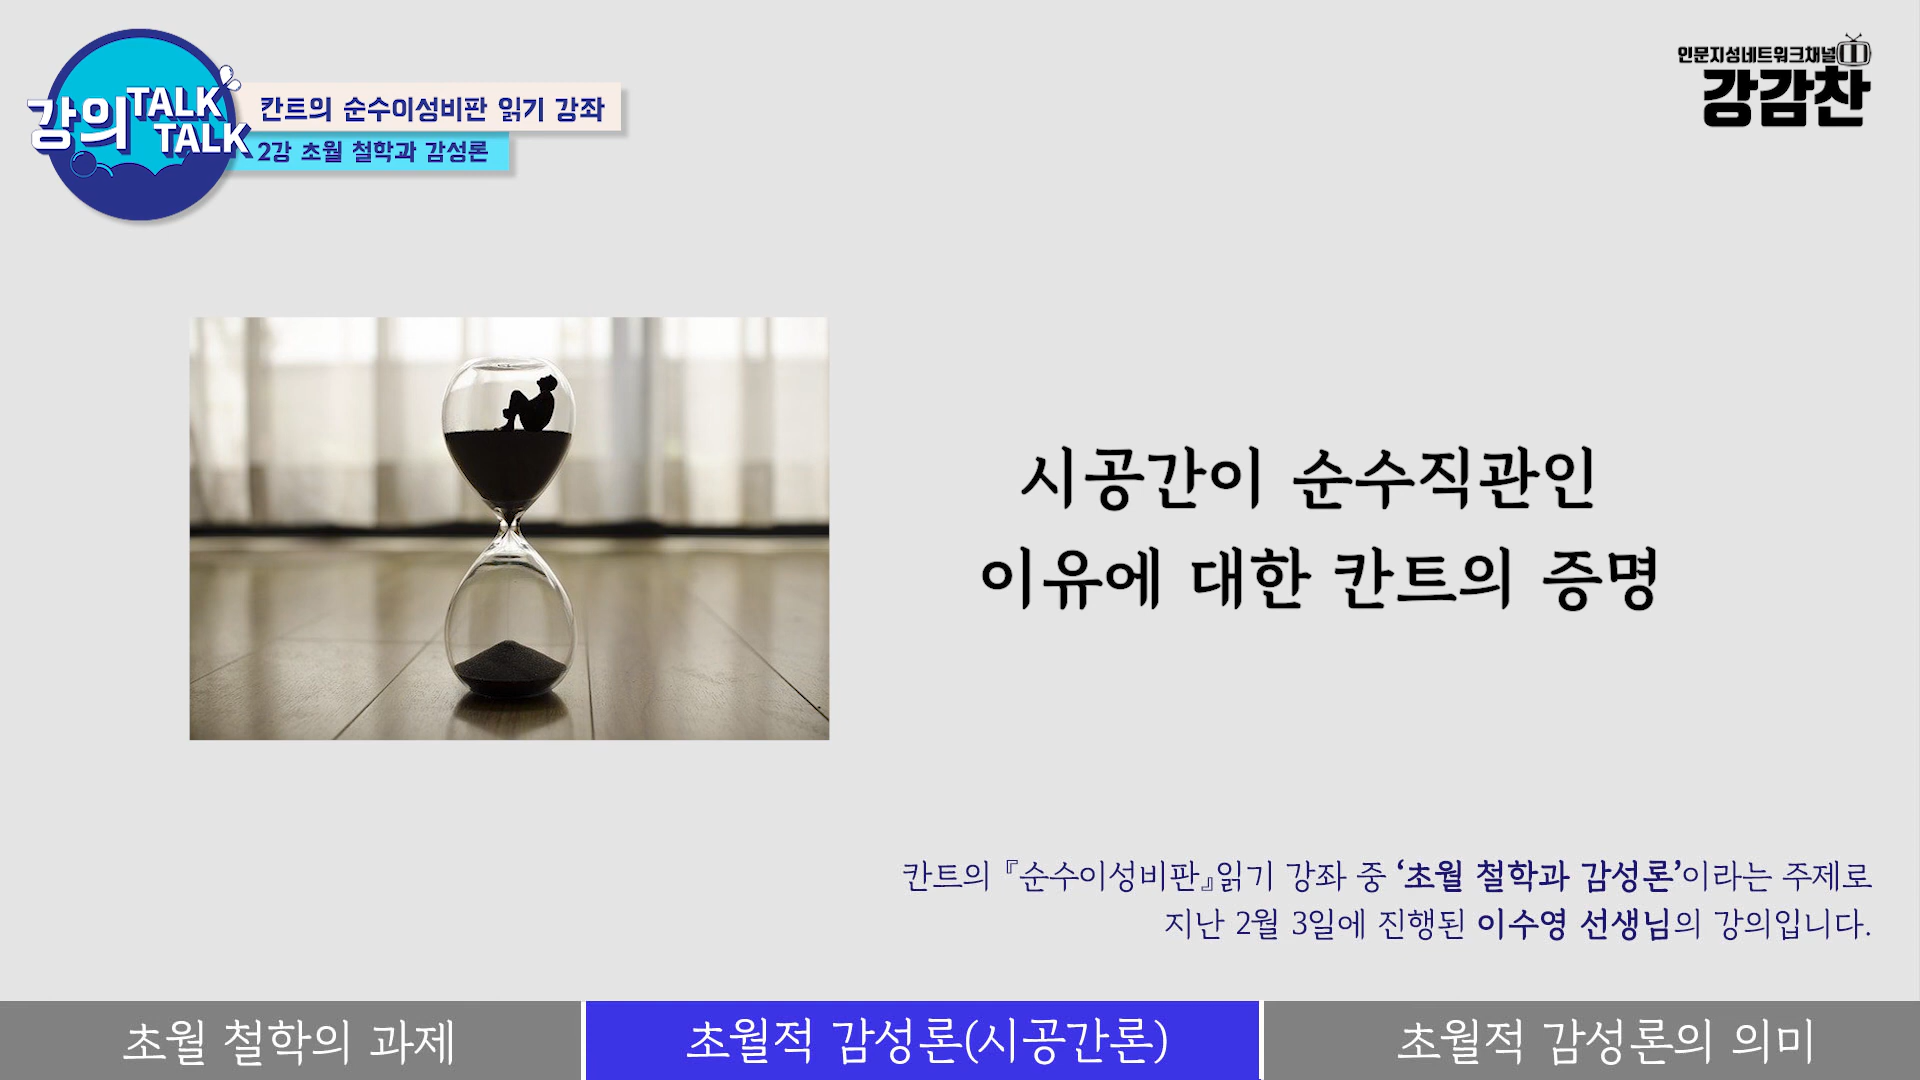 강의 TALK
TALK
칸트의 순수이성비판 읽기 강좌
2강 초월 철학과 감성론
인문지성네트워크채널
강감찬
시공간이 순수직관인
이유에 대한 칸트의 증명
칸트의 『순수이성비판』읽기 강좌 중 ‘초월 철학과 감성론’이라는 주제로
지난 2월 3일에 진행된 이수영 선생님의 강의입니다.
초월 철학의 과제
초월적 감성론(시공간론)
초월적 감성론의 의미